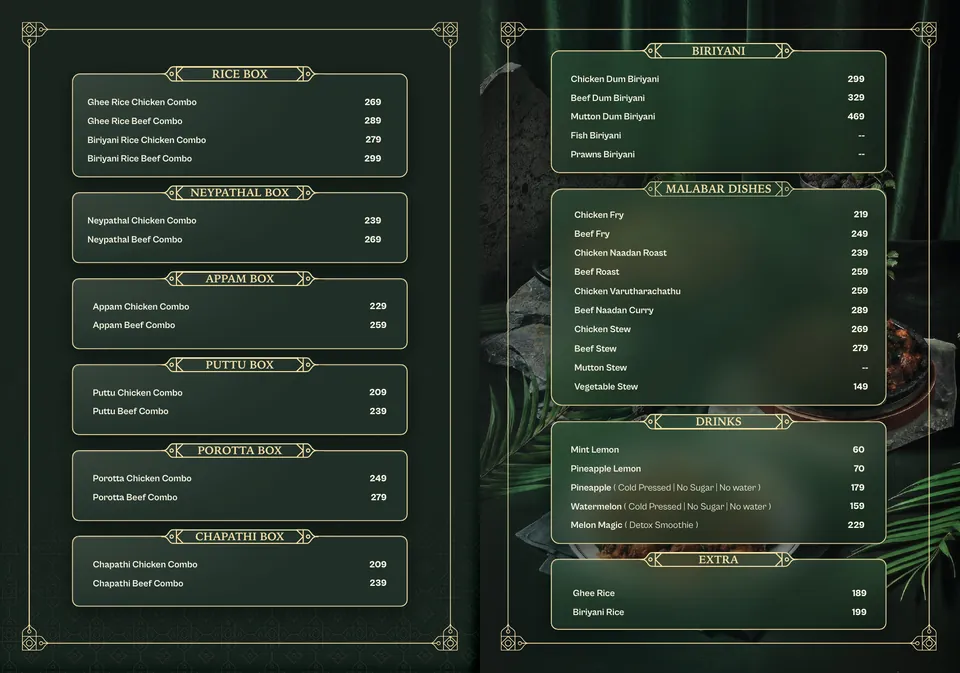 RICE BOX
Ghee Rice Chicken Combo 269
Ghee Rice Beef Combo 289
Biriyani Rice Chicken Combo 279
Biriyani Rice Beef Combo 299
NEYPATHAL BOX
Neypathal Chicken Combo 239
Neypathal Beef Combo 269
APPAM BOX
Appam Chicken Combo 229
Appam Beef Combo 259
PUTTU BOX
Puttu Chicken Combo 209
Puttu Beef Combo 239
POROTTA BOX
Porotta Chicken Combo 249
Porotta Beef Combo 279
CHAPATHI BOX
Chapathi Chicken Combo 209
Chapathi Beef Combo 239
BIRIYANI
Chicken Dum Biriyani 299
Beef Dum Biriyani 329
Mutton Dum Biriyani 469
Fish Biriyani --
Prawns Biriyani --
MALABAR DISHES
Chicken Fry 219
Beef Fry 249
Chicken Naadan Roast 239
Beef Roast 259
Chicken Varutharachathu 259
Beef Naadan Curry 289
Chicken Stew 269
Beef Stew 279
Mutton Stew --
Vegetable Stew 149
DRINKS
Mint Lemon 60
Pineapple Lemon 70
Pineapple ( Cold Pressed | No Sugar | No water ) 179
Watermelon ( Cold Pressed | No Sugar | No water ) 159
Melon Magic ( Detox Smoothie ) 229
EXTRA
Ghee Rice 189
Biriyani Rice 199